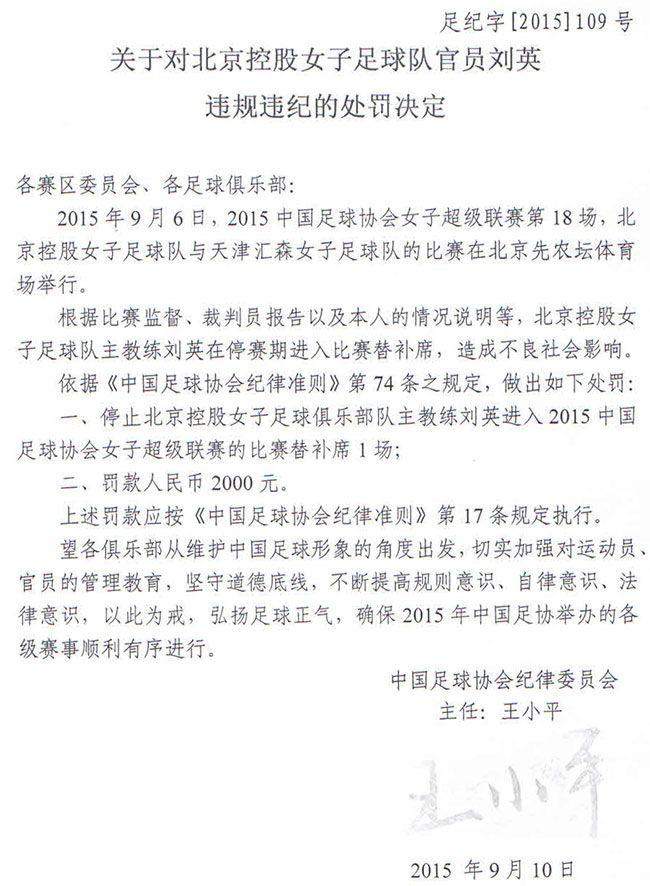 足纪字[2015]109 号
关于对北京控股女子足球队官员刘英
违规违纪的处罚决定
各赛区委员会、各足球俱乐部：
2015 年 9 月 6 日，2015 中国足球协会女子超级联赛第 18 场，北
京控股女子足球队与天津汇森女子足球队的比赛在北京先农坛体育
场举行。
根据比赛监督、裁判员报告以及本人的情况说明等，北京控股女
子足球队主教练刘英在停赛期进入比赛替补席，造成不良社会影响。
依据《中国足球协会纪律准则》第 74 条之规定，做出如下处罚：
一、停止北京控股女子足球俱乐部队主教练刘英进入 2015 中国
足球协会女子超级联赛的比赛替补席 1 场；
二、罚款人民币 2000 元。
上述罚款应按《中国足球协会纪律准则》第 17 条规定执行。
望各俱乐部从维护中国足球形象的角度出发，切实加强对运动员、
官员的管理教育，坚守道德底线，不断提高规则意识、自律意识、法
律意识，以此为戒，弘扬足球正气，确保 2015 年中国足协举办的各
级赛事顺利有序进行。
中国足球协会纪律委员会
主任：王小平
王小平
2015 年 9 月 10 日